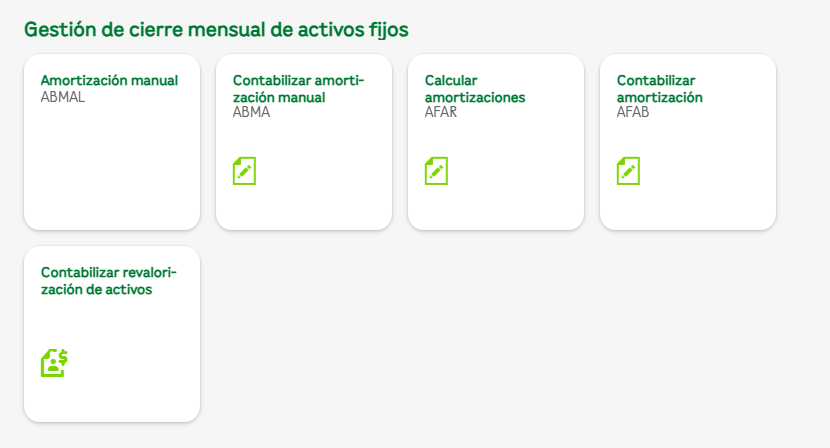 Gestión de cierre mensual de activos fijos
Amortización manual
ABMAL
Contabilizar amorti-
zación manual
ABMA
Calcular
amortizaciones
AFAR
Contabilizar
amortización
AFAB
Contabilizar revalori-
zación de activos